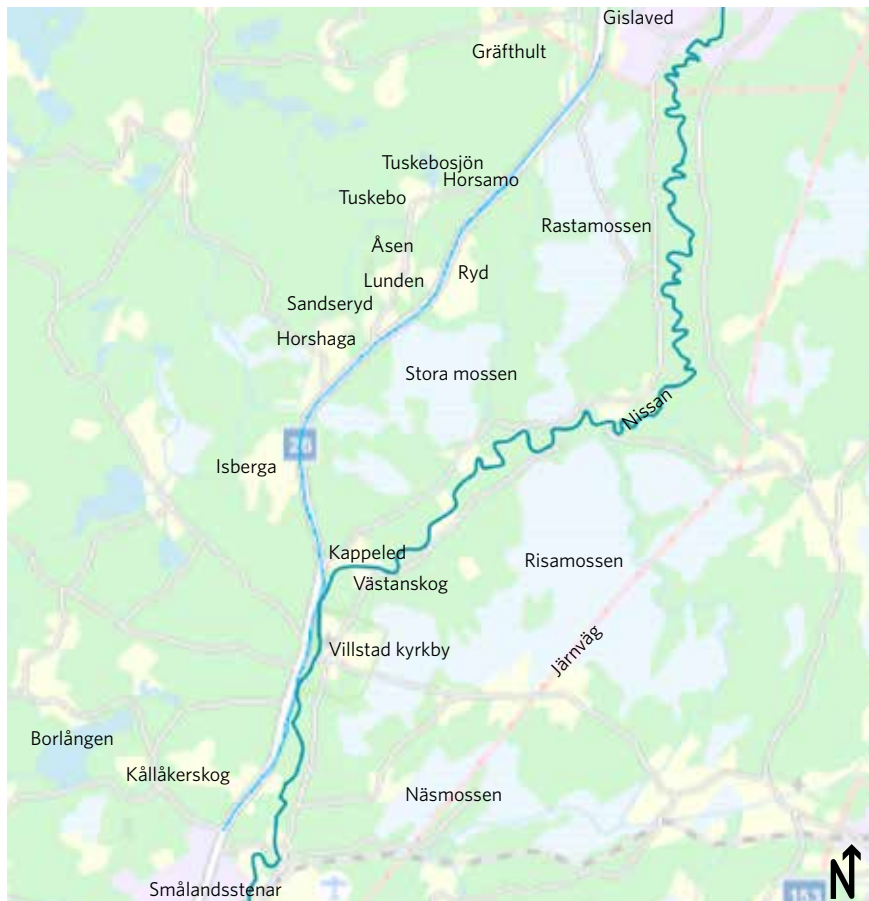 Gislaved
Gräfthult
Tuskebosjön
Horsamo
Tuskebo
Rastamossen
Åsen
Ryd
Lunden
Sandseryd
Horshaga
Stora mossen
Nissan
26
Isberga
Kappeled
Risamossen
Västanskog
Järnväg
Villstad kyrkby
Borlången
Kållåkerskog
Näsmossen
Smålandsstenar
153
N